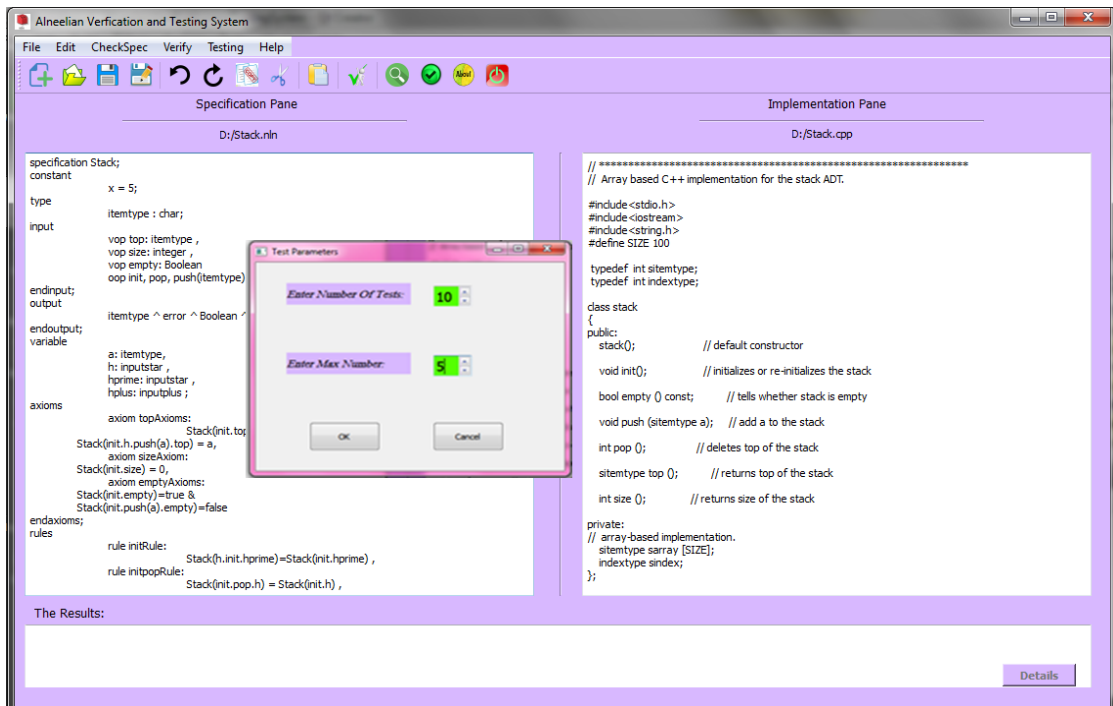 Alneelian Verfication and Testing System
File Edit CheckSpec Verify Testing Help
About
Specification Pane
D:/Stack.nln
specification Stack;
constant
x = 5;
type
itemtype : char;
input
vop top: itemtype ,
vop size: integer ,
vop empty: Boolean
oop init, pop, push(itemtype)
endinput;
output
itemtype ^ error ^ Boolean ^
endoutput;
variable
a: itemtype,
h: inputstar ,
hprime: inputstar ,
hplus: inputplus ;
axioms
axiom topAxioms:
Stack(init.top
Stack(init.h.push(a).top) = a,
axiom sizeAxiom:
Stack(init.size) = 0,
axiom emptyAxioms:
Stack(init.empty)=true &
Stack(init.push(a).empty)=false
endaxioms;
rules
rule initRule:
Stack(h.init.hprime)=Stack(init.hprime) ,
rule initpopRule:
Stack(init.pop.h) = Stack(init.h) ,
Test Parameters
Enter Number Of Tests:
10
Enter Max Number:
5
OK
Cancel
Implementation Pane
D:/Stack.cpp
// ***************************************************************
// Array based C++ implementation for the stack ADT.
#include<stdio.h>
#include<iostream>
#include<string.h>
#define SIZE 100
typedef int sitemtype;
typedef int indextype;
class stack
{
public:
stack(); // default constructor
void init(); // initializes or re-initializes the stack
bool empty () const; // tells whether stack is empty
void push (sitemtype a); // add a to the stack
int pop (); // deletes top of the stack
sitemtype top (); // returns top of the stack
int size (); // returns size of the stack
private:
// array-based implementation.
sitemtype sarray [SIZE];
indextype sindex;
};
The Results:
Details